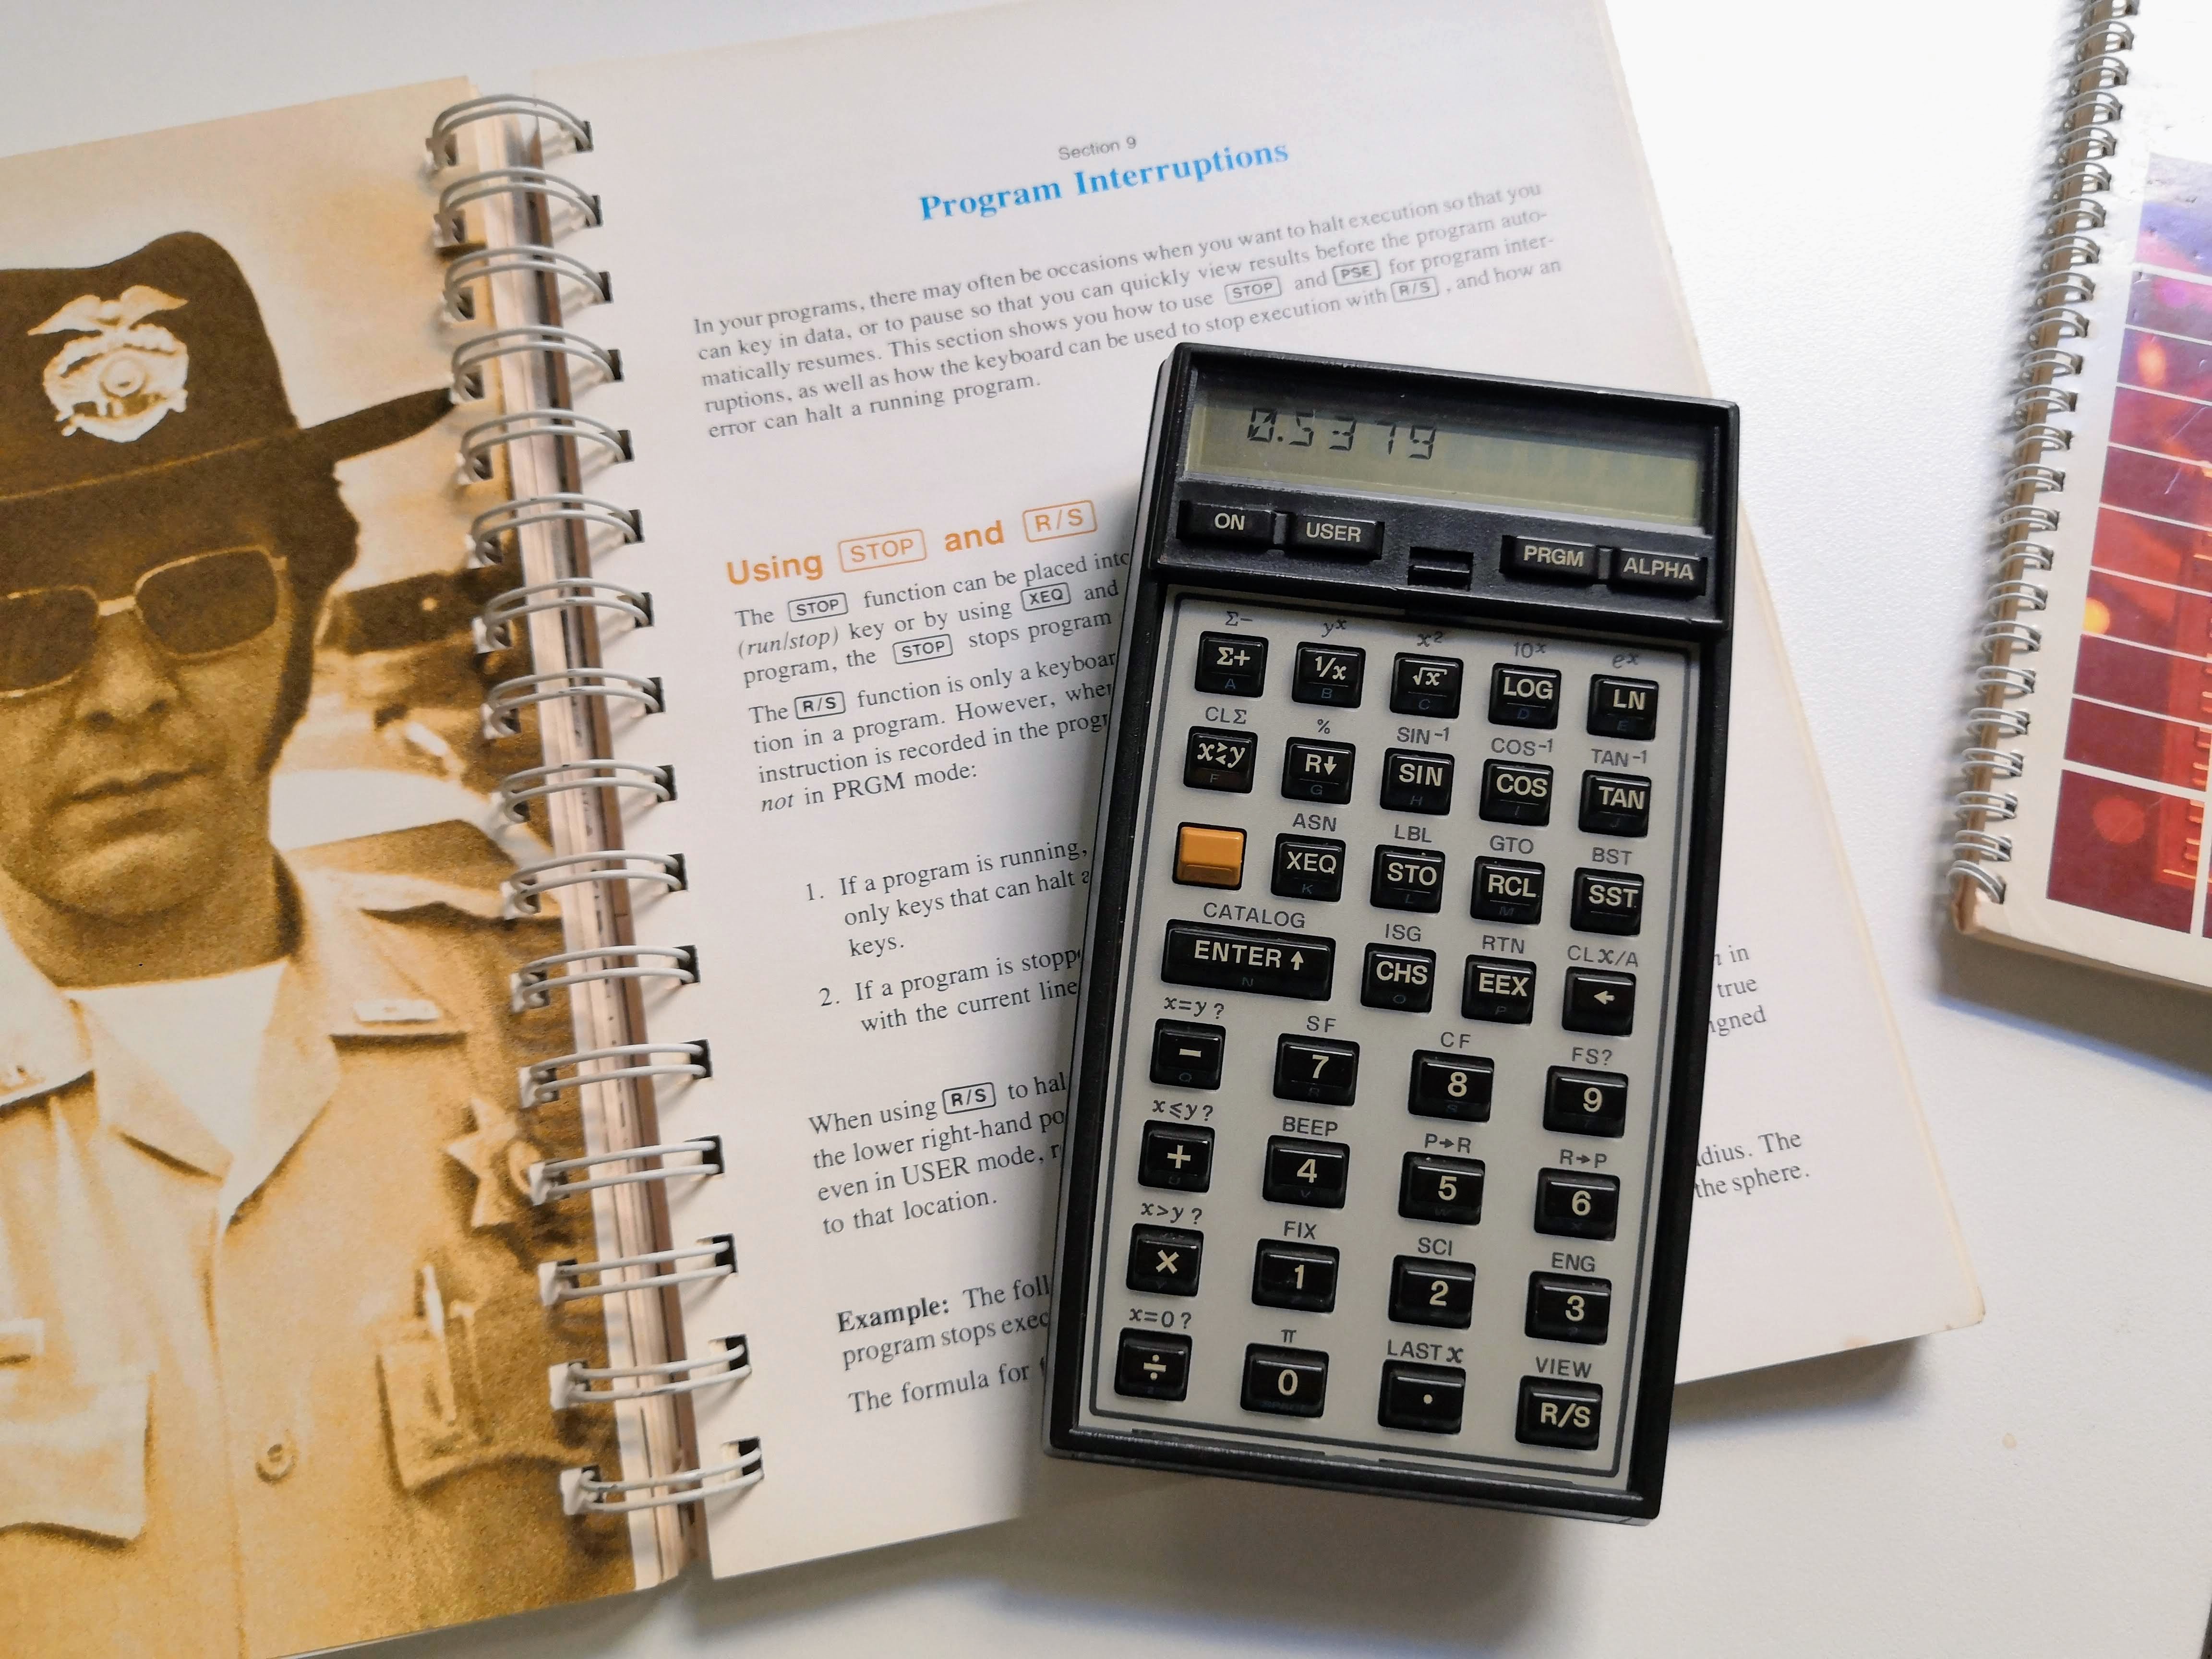 Section 9
Program Interruptions
In your programs, there may often be occasions when you want to halt execution so that you
can key in data, or to pause so that you can quickly view results before the program auto-
matically resumes. This section shows you how to use STOP and PSE for program inter-
ruptions, as well as how the keyboard can be used to stop execution with R/S , and how an
error can halt a running program.
Using STOP and R/S
The STOP function can be placed into
(run/stop) key or by using XEQ and
program, the STOP stops program
The R/S function is only a
tion in a program. However,
instruction is recorded in the
not in PRGM mode:
1. If a program is running,
only keys that can halt
keys.
2. If a program is
with the current line
When using R/S to
the lower right-hand
even in USER mode,
to that location.
Example: The
program stops
The formula for
in
true
The
the sphere.
0.5379
ON USER PRGM ALPHA
Σ− yx x2 10x ex
Σ+ 1/x √x LOG LN
A B C D E
CLΣ % SIN-1 COS-1 TAN-1
x≷y R↓ SIN COS TAN
F G H I J
ASN LBL GTO BST
XEQ STO RCL SST
K L M
CATALOG ISG RTN CLX/A
ENTER↑ CHS EEX ←
N O P
x=y? SF CF FS?
− 7 8 9
Q R S T
x≤y? BEEP P→R R→P
+ 4 5 6
U V W X
x>y? FIX SCI ENG
× 1 2 3
x=0? π LAST X VIEW
÷ 0 . R/S
SPACE